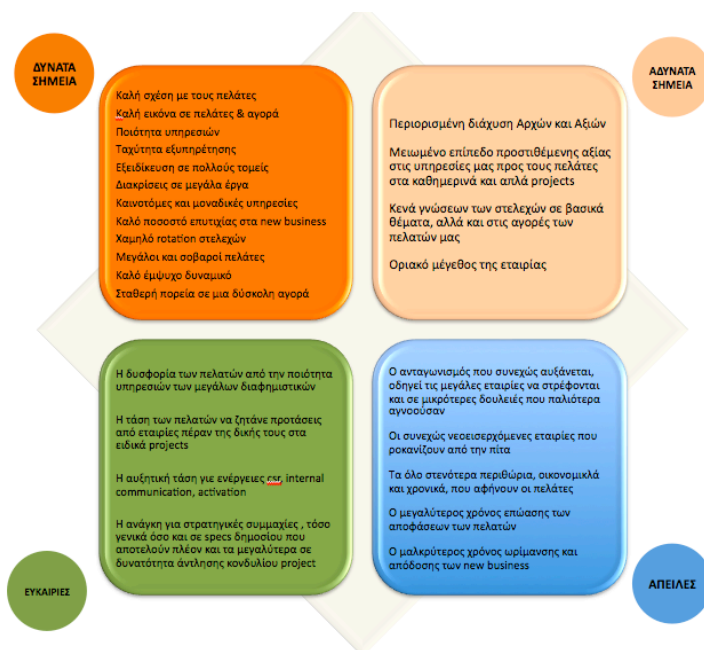 ΔΥΝΑΤΑ
ΣΗΜΕΙΑ
Καλή σχέση με τους πελάτες
Καλή εικόνα σε πελάτες & αγορά
Ποιότητα υπηρεσιών
Ταχύτητα εξυπηρέτησης
Εξειδίκευση σε πολλούς τομείς
Διακρίσεις σε μεγάλα έργα
Καινοτόμες και μοναδικές υπηρεσίες
Καλό ποσοστό επιτυχίας στα new business
Χαμηλό rotation στελεχών
Μεγάλοι και σοβαροί πελάτες
Καλό έμψυχο δυναμικό
Σταθερή πορεία σε μια δύσκολη αγορά
ΑΔΥΝΑΤΑ
ΣΗΜΕΙΑ
Περιορισμένη διάχυση Αρχών και Αξιών
Μειωμένο επίπεδο προστιθέμενης αξίας
στις υπηρεσίες μας προς τους πελάτες
στα καθημερινά και απλά projects
Κενά γνώσεων των στελεχών σε βασικά
θέματα, αλλά και στις αγορές των
πελατών μας
Οριακό μέγεθος της εταιρίας
Η δυσφορία των πελατών από την ποιότητα
υπηρεσιών των μεγάλων διαφημιστικών
Η τάση των πελατών να ζητάνε προτάσεις
από εταιρίες πέραν της δικής τους στα
ειδικά projects
Η αυξητική τάση γιε ενέργειες csr, internal
communication, activation
Η ανάγκη για στρατηγικές συμμαχίες , τόσο
γενικά όσο και σε specs δημοσίου που
αποτελούν πλέον και τα μεγαλύτερα σε
δυνατότητα άντλησης κονδυλίου project
ΕΥΚΑΙΡΙΕΣ
Ο ανταγωνισμός που συνεχώς αυξάνεται,
οδηγεί τις μεγάλες εταιρίες να στρέφονται
και σε μικρότερες δουλειές που παλιότερα
αγνοούσαν
Οι συνεχώς νεοεισερχόμενες εταιρίες που
ροκανίζουν από την πίτα
Τα όλο στενότερα περιθώρια, οικονομικλά
και χρονικά, που αφήνουν οι πελάτες
Ο μεγαλύτερος χρόνος επώασης των
αποφάσεων των πελατών
Ο μαλκρύτερος χρόνος ωρίμανσης και
απόδοσης των new business
ΑΠΕΙΛΕΣ